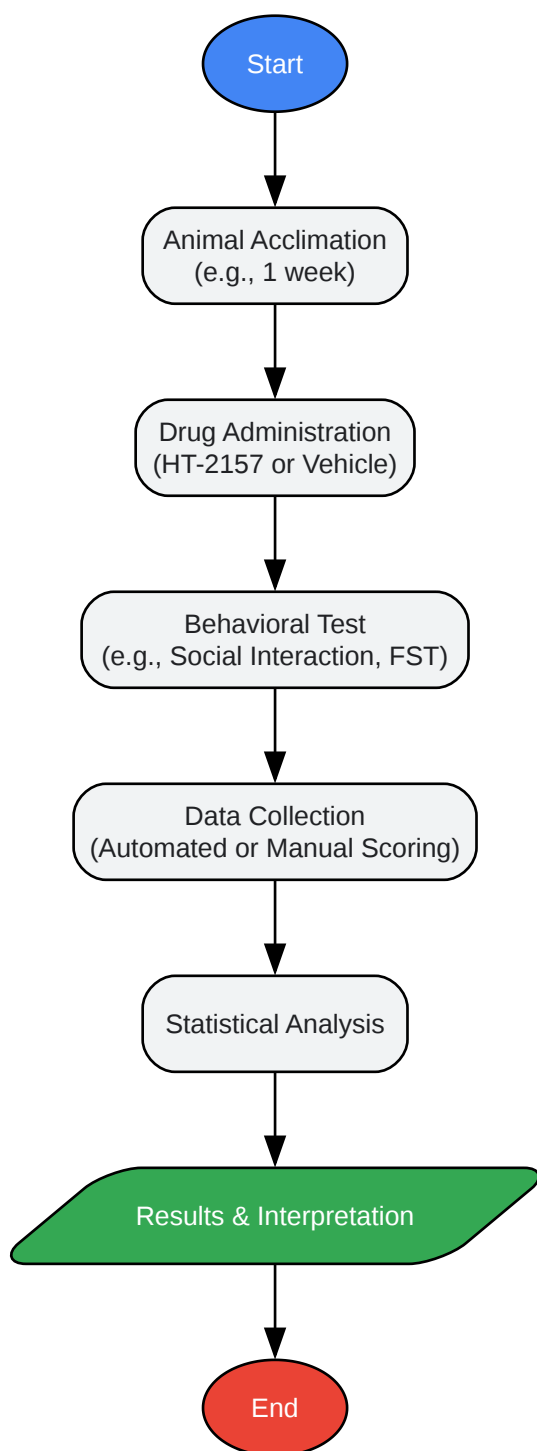 Start
Animal Acclimation
(e.g., 1 week)
Drug Administration
(HT-2157 or Vehicle)
Behavioral Test
(e.g., Social Interaction, FST)
Data Collection
(Automated or Manual Scoring)
Statistical Analysis
Results & Interpretation
End